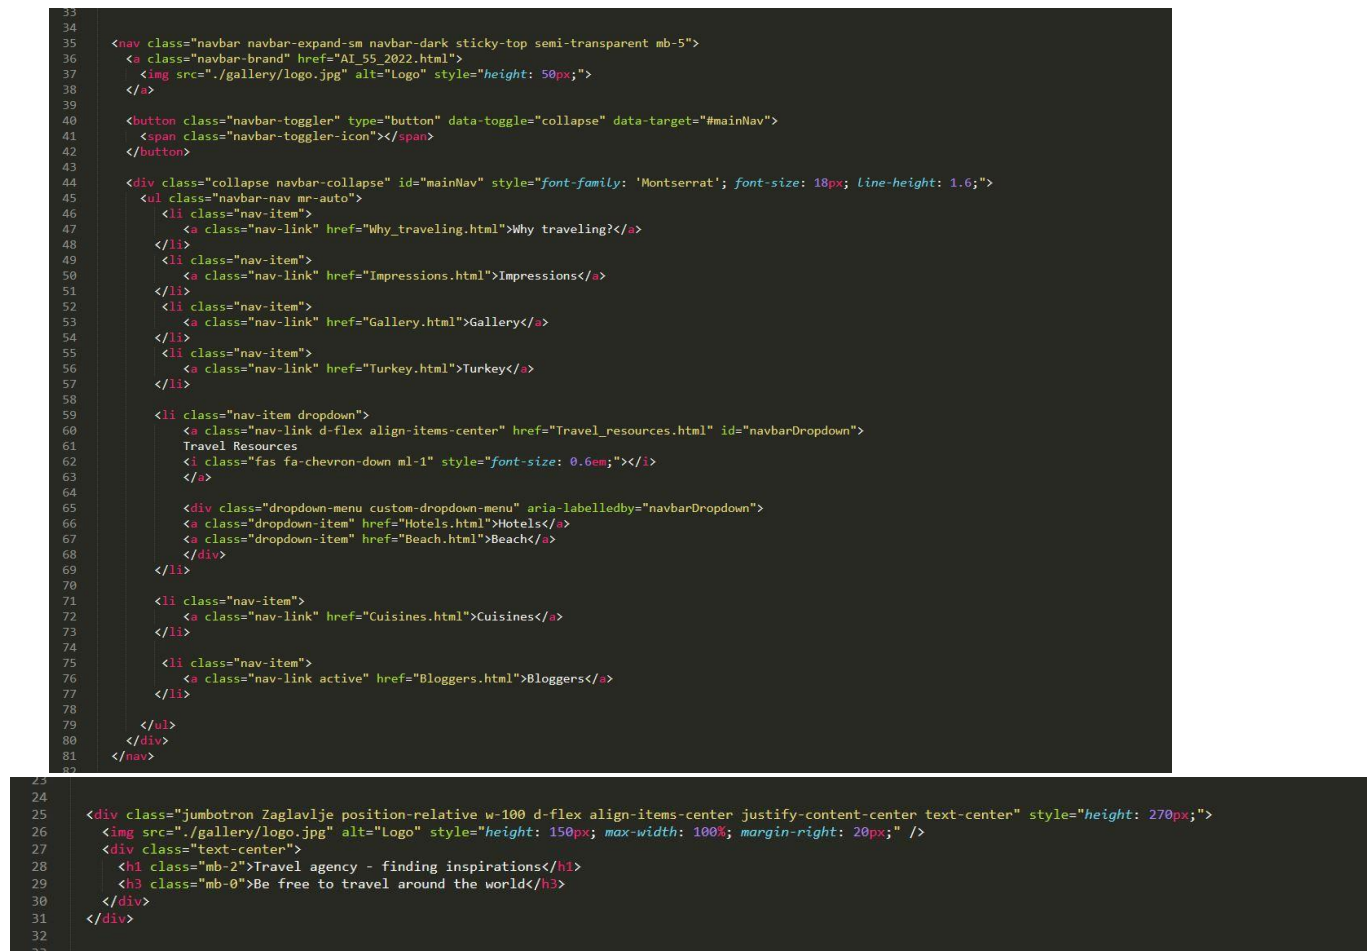 33
34
35 <nav class="navbar navbar-expand-sm navbar-dark sticky-top semi-transparent mb-5">
36 <a class="navbar-brand" href="AI_55_2022.html">
37 <img src="./gallery/logo.jpg" alt="Logo" style="height: 50px;">
38 </a>
39
40 <button class="navbar-toggler" type="button" data-toggle="collapse" data-target="#mainNav">
41 <span class="navbar-toggler-icon"></span>
42 </button>
43
44 <div class="collapse navbar-collapse" id="mainNav" style="font-family: 'Montserrat'; font-size: 18px; line-height: 1.6;">
45 <ul class="navbar-nav mr-auto">
46 <li class="nav-item">
47 <a class="nav-link" href="Why_traveling.html">Why traveling?</a>
48 </li>
49 <li class="nav-item">
50 <a class="nav-link" href="Impressions.html">Impressions</a>
51 </li>
52 <li class="nav-item">
53 <a class="nav-link" href="Gallery.html">Gallery</a>
54 </li>
55 <li class="nav-item">
56 <a class="nav-link" href="Turkey.html">Turkey</a>
57 </li>
58
59 <li class="nav-item dropdown">
60 <a class="nav-link d-flex align-items-center" href="Travel_resources.html" id="navbarDropdown">
61 Travel Resources
62 <i class="fas fa-chevron-down ml-1" style="font-size: 0.6em;"></i>
63 </a>
64
65 <div class="dropdown-menu custom-dropdown-menu" aria-labelledby="navbarDropdown">
66 <a class="dropdown-item" href="Hotels.html">Hotels</a>
67 <a class="dropdown-item" href="Beach.html">Beach</a>
68 </div>
69 </li>
70
71 <li class="nav-item">
72 <a class="nav-link" href="Cuisines.html">Cuisines</a>
73 </li>
74
75 <li class="nav-item">
76 <a class="nav-link active" href="Bloggers.html">Bloggers</a>
77 </li>
78
79 </ul>
80 </div>
81 </nav>
82
23
24
25 <div class="jumbotron Zaglavlje position-relative w-100 d-flex align-items-center justify-content-center text-center" style="height: 270px;">
26 <img src="./gallery/logo.jpg" alt="Logo" style="height: 150px; max-width: 100%; margin-right: 20px;" />
27 <div class="text-center">
28 <h1 class="mb-2">Travel agency - finding inspirations</h1>
29 <h3 class="mb-0">Be free to travel around the world</h3>
30 </div>
31 </div>
32
33